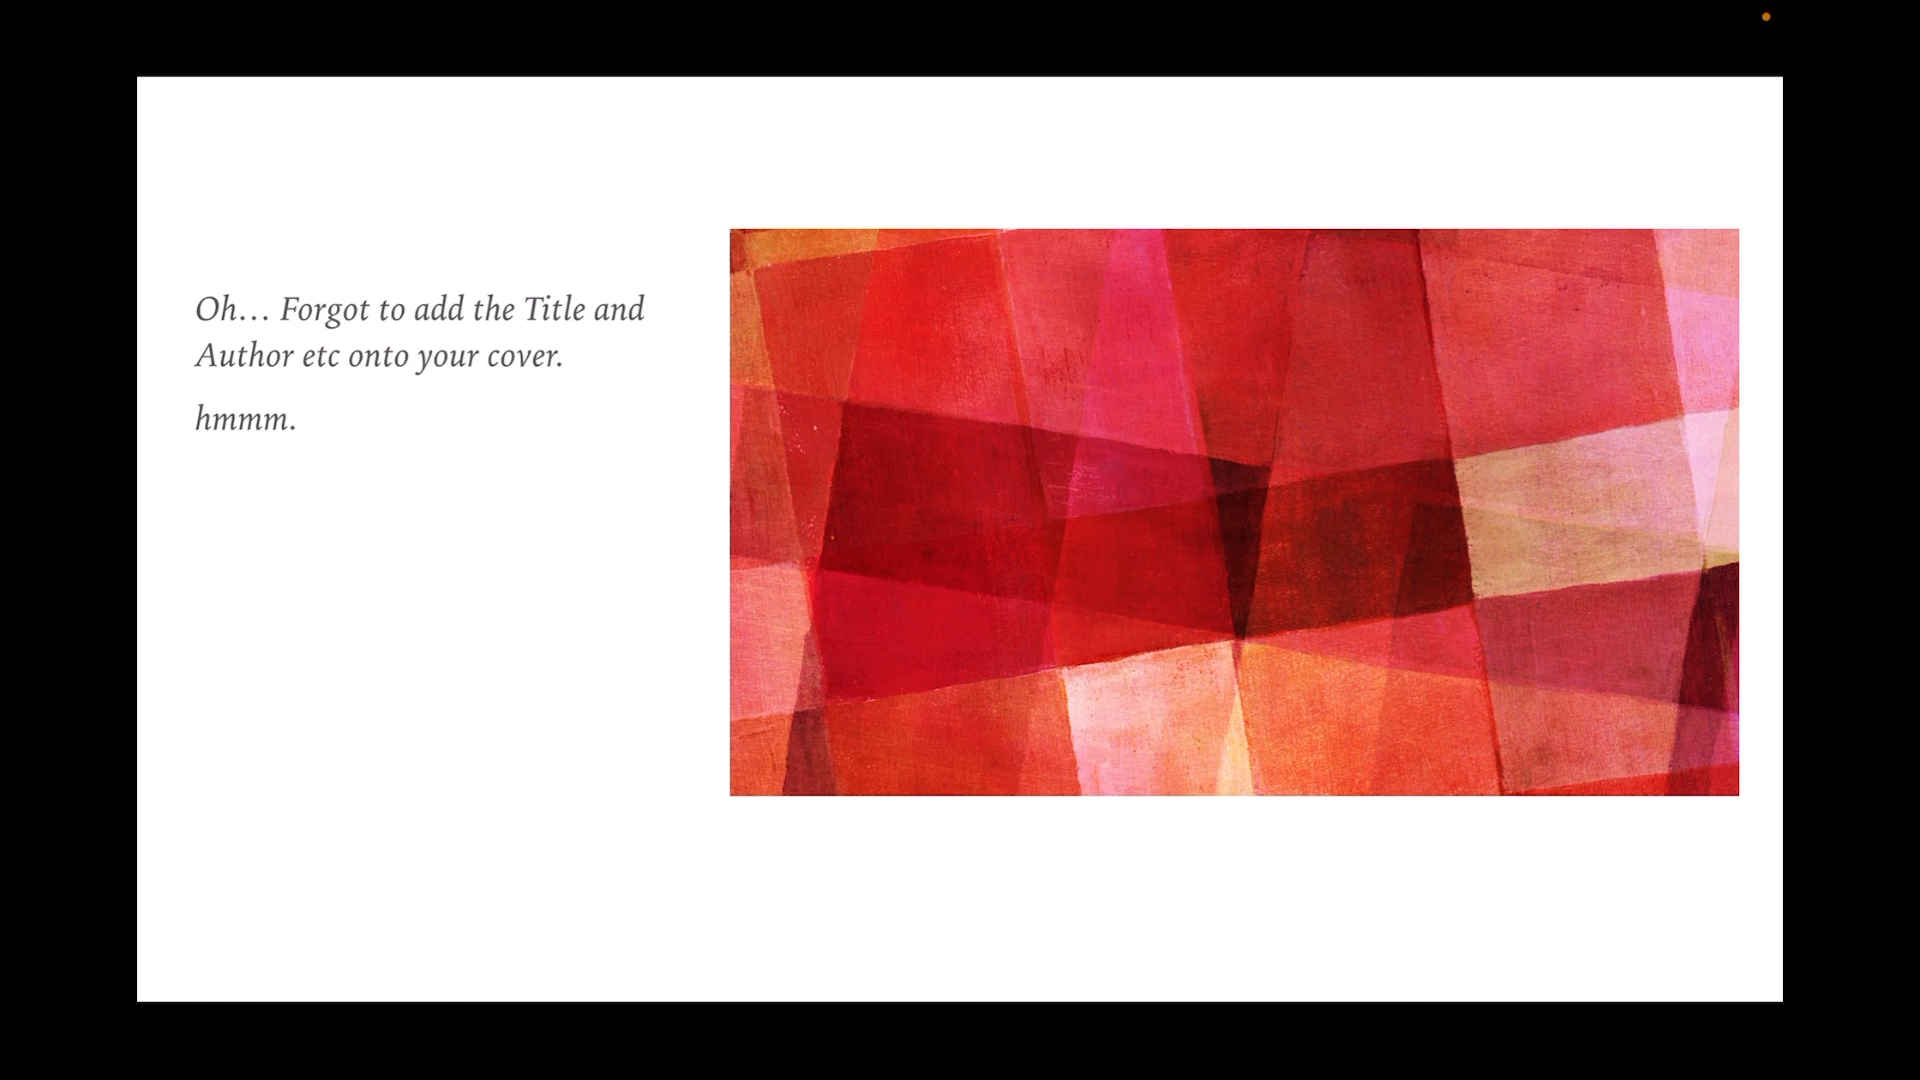 Oh… Forgot to add the Title and
Author etc onto your cover.
hmmm.